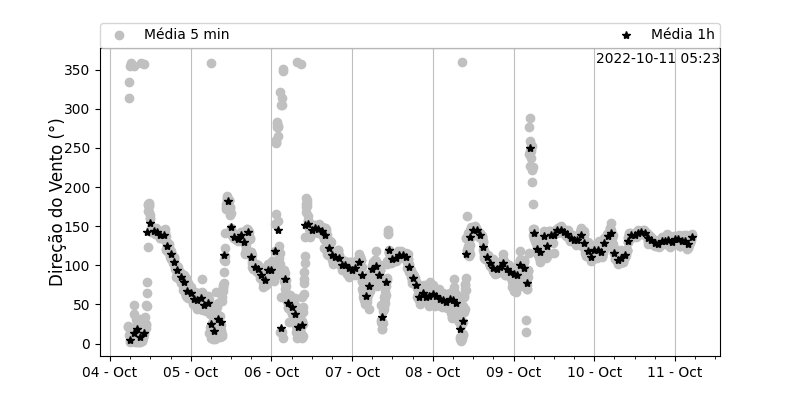 Média 5 min
Média 1h
2022-10-11 05:23
Direção do Vento (°)
350
300
250
200
150
100
50
0
04 - Oct
05 - Oct
06 - Oct
07 - Oct
08 - Oct
09 - Oct
10 - Oct
11 - Oct